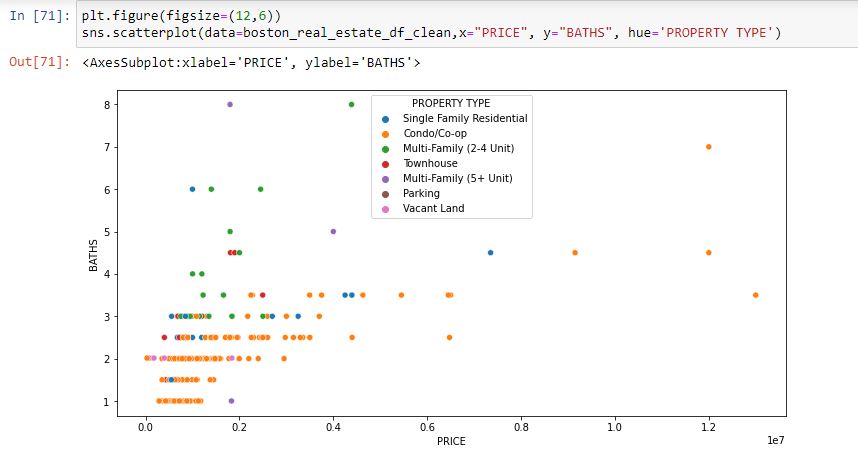 In [71]: plt.figure(figsize=(12,6))
sns.scatterplot(data=boston_real_estate_df_clean,x="PRICE", y="BATHS", hue='PROPERTY TYPE')
Out[71]: <AxesSubplot:xlabel='PRICE', ylabel='BATHS'>
PROPERTY TYPE
Single Family Residential
Condo/Co-op
Multi-Family (2-4 Unit)
Townhouse
Multi-Family (5+ Unit)
Parking
Vacant Land
8
7
6
5
4
3
2
1
BATHS
0.0 0.2 0.4 0.6 0.8 1.0 1.2
1e7
PRICE